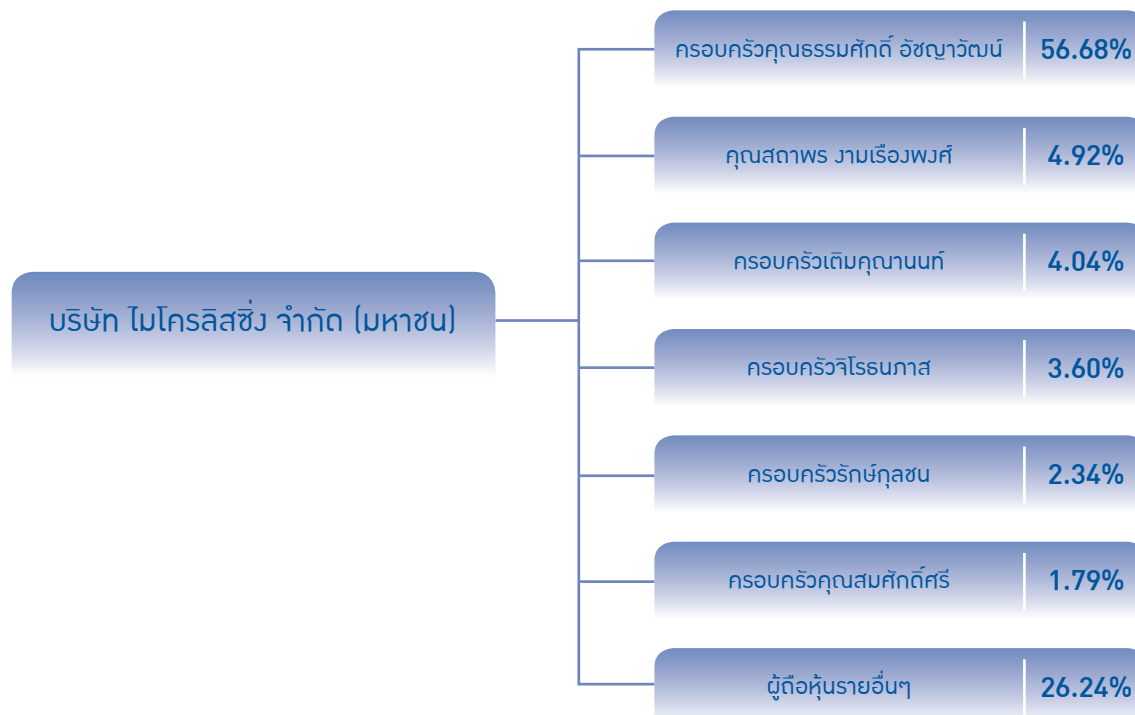 ครอบครัวคุณธรรมศักดิ์ อัชญาวัฒน์ 56.68%
คุณสถาพร งามเรืองพงศ์ 4.92%
ครอบครัวเติมคุณานนท์ 4.04%
บริษัท ไมโครลิสซิ่ง จำกัด (มหาชน)
ครอบครัวจิโรธนภาส 3.60%
ครอบครัวรักษ์กุลชน 2.34%
ครอบครัวคุณสมศักดิ์ศรี 1.79%
ผู้ถือหุ้นรายอื่นๆ 26.24%